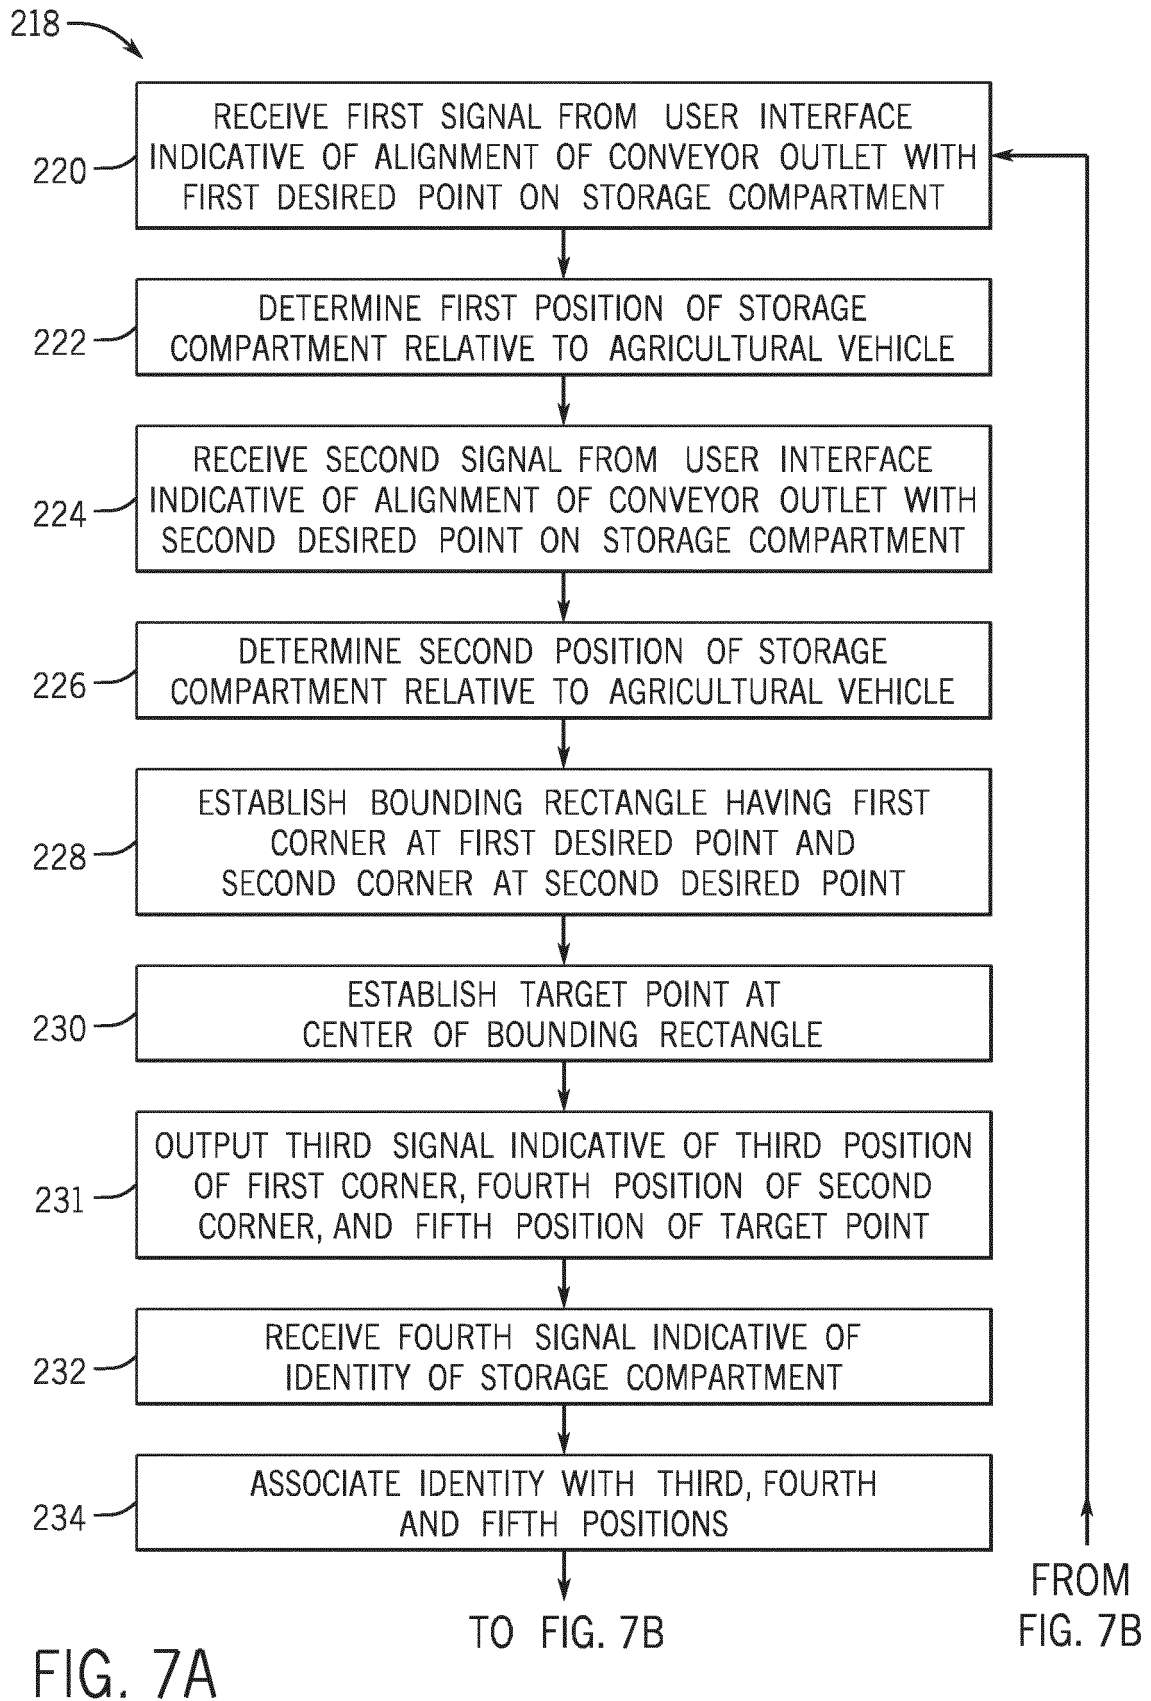 218
RECEIVE FIRST SIGNAL FROM USER INTERFACE
INDICATIVE OF ALIGNMENT OF CONVEYOR OUTLET WITH
FIRST DESIRED POINT ON STORAGE COMPARTMENT
220
DETERMINE FIRST POSITION OF STORAGE
COMPARTMENT RELATIVE TO AGRICULTURAL VEHICLE
222
RECEIVE SECOND SIGNAL FROM USER INTERFACE
INDICATIVE OF ALIGNMENT OF CONVEYOR OUTLET WITH
SECOND DESIRED POINT ON STORAGE COMPARTMENT
224
DETERMINE SECOND POSITION OF STORAGE
COMPARTMENT RELATIVE TO AGRICULTURAL VEHICLE
226
ESTABLISH BOUNDING RECTANGLE HAVING FIRST
CORNER AT FIRST DESIRED POINT AND
SECOND CORNER AT SECOND DESIRED POINT
228
ESTABLISH TARGET POINT AT
CENTER OF BOUNDING RECTANGLE
230
OUTPUT THIRD SIGNAL INDICATIVE OF THIRD POSITION
OF FIRST CORNER, FOURTH POSITION OF SECOND
CORNER, AND FIFTH POSITION OF TARGET POINT
231
RECEIVE FOURTH SIGNAL INDICATIVE OF
IDENTITY OF STORAGE COMPARTMENT
232
ASSOCIATE IDENTITY WITH THIRD, FOURTH
AND FIFTH POSITIONS
234
TO FIG. 7B
FROM
FIG. 7B
FIG. 7A